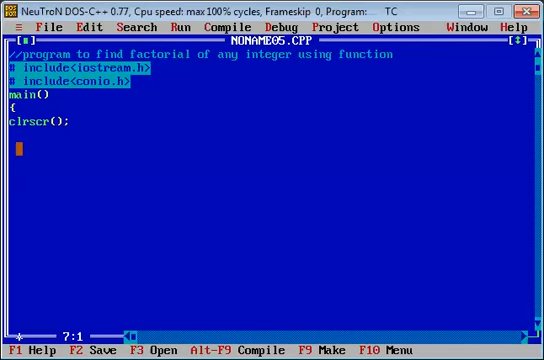 NeuTroN DOS-C++ 0.77, Cpu speed: max 100% cycles, Frameskip 0, Program:... TC
≡ File Edit Search Run Compile Debug Project Options Window Help
NONAME05.CPP
//program to find factorial of any integer using function
# include<iostream.h>
# include<conio.h>
main()
{
clrscr();
* 7:1
F1 Help F2 Save F3 Open Alt-F9 Compile F9 Make F10 Menu